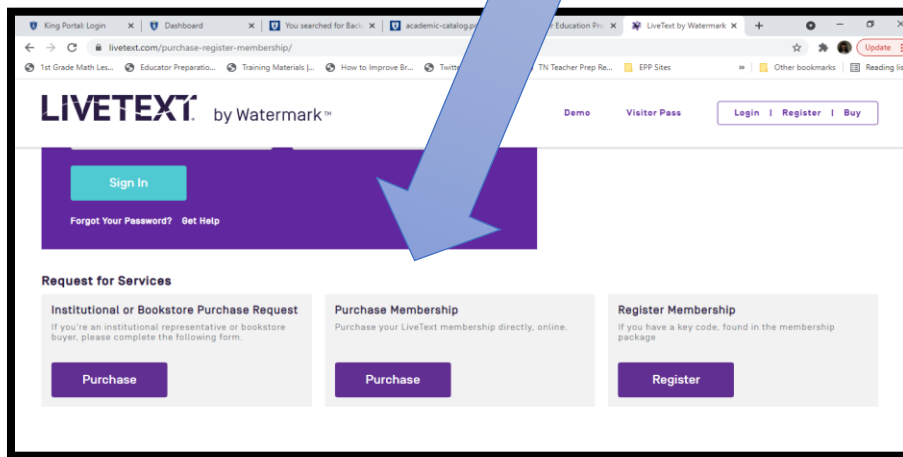 King Portal: Login
Dashboard
You searched for Back
academic-catalog.p
r Education Pro
LiveText by Watermark
livetext.com/purchase-register-membership/
Update
1st Grade Math Les...
Educator Preparatio...
Training Materials |...
How to Improve Br...
Twitt
TN Teacher Prep Re...
EPP Sites
»
Other bookmarks
Reading lis
LIVETEXT by Watermark™
Demo
Visitor Pass
Login | Register | Buy
Sign In
Forgot Your Password? Get Help
Request for Services
Institutional or Bookstore Purchase Request
If you're an institutional representative or bookstore
buyer, please complete the following form.
Purchase
Purchase Membership
Purchase your LiveText membership directly, online.
Purchase
Register Membership
If you have a key code, found in the membership
package
Register